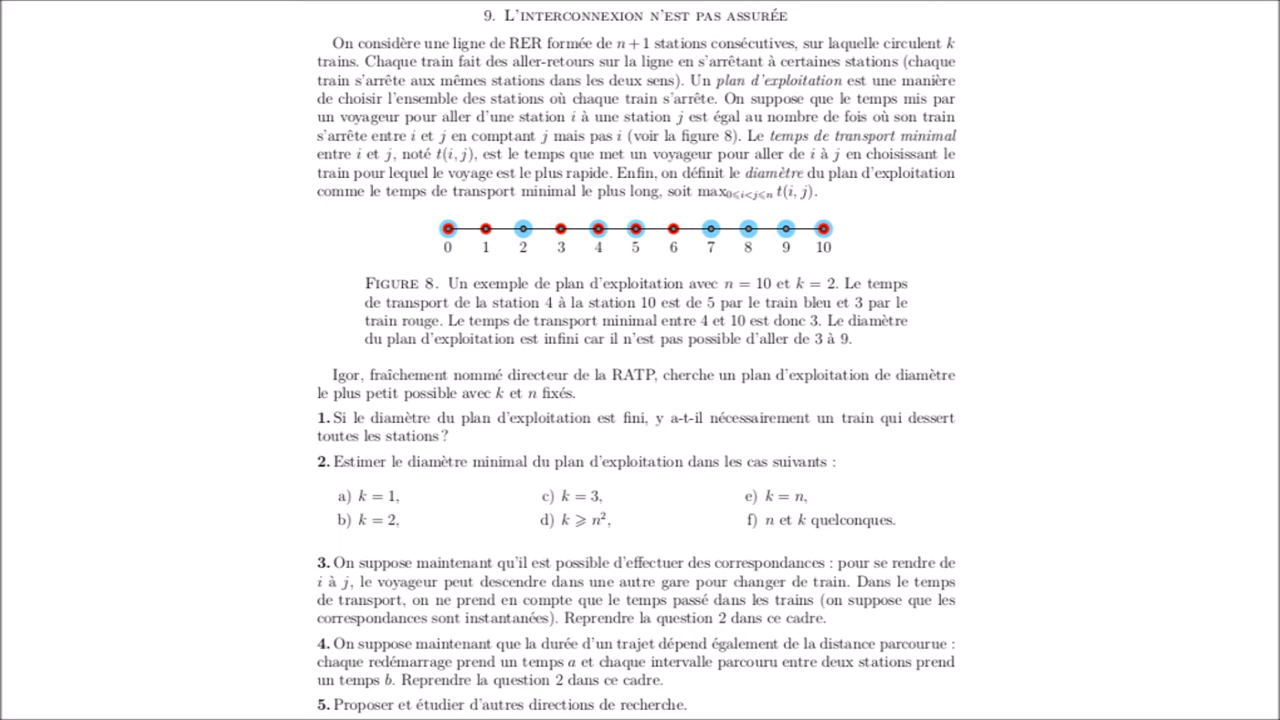 9. L'INTERCONNEXION N'EST PAS ASSURÉE
On considère une ligne de RER formée de n + 1 stations consécutives, sur laquelle circulent k
trains. Chaque train fait des aller-retours sur la ligne en s'arrêtant à certaines stations (chaque
train s'arrête aux mêmes stations dans les deux sens). Un plan d'exploitation est une manière
de choisir l'ensemble des stations où chaque train s'arrête. On suppose que le temps mis par
un voyageur pour aller d'une station i à une station j est égal au nombre de fois où son train
s'arrête entre i et j en comptant j mais pas i (voir la figure 8). Le temps de transport minimal
entre i et j, noté t(i, j), est le temps que met un voyageur pour aller de i à j en choisissant le
train pour lequel le voyage est le plus rapide. Enfin, on définit le diamètre du plan d'exploitation
comme le temps de transport minimal le plus long, soit max₀⩽i<j⩽n t(i, j).
0 1 2 3 4 5 6 7 8 9 10
FIGURE 8. Un exemple de plan d'exploitation avec n = 10 et k = 2. Le temps
de transport de la station 4 à la station 10 est de 5 par le train bleu et 3 par le
train rouge. Le temps de transport minimal entre 4 et 10 est donc 3. Le diamètre
du plan d'exploitation est infini car il n'est pas possible d'aller de 3 à 9.
Igor, fraîchement nommé directeur de la RATP, cherche un plan d'exploitation de diamètre
le plus petit possible avec k et n fixés.
1. Si le diamètre du plan d'exploitation est fini, y a-t-il nécessairement un train qui dessert
toutes les stations ?
2. Estimer le diamètre minimal du plan d'exploitation dans les cas suivants :
a) k = 1, c) k = 3, e) k = n,
b) k = 2, d) k ⩾ n², f) n et k quelconques.
3. On suppose maintenant qu'il est possible d'effectuer des correspondances : pour se rendre de
i à j, le voyageur peut descendre dans une autre gare pour changer de train. Dans le temps
de transport, on ne prend en compte que le temps passé dans les trains (on suppose que les
correspondances sont instantanées). Reprendre la question 2 dans ce cadre.
4. On suppose maintenant que la durée d'un trajet dépend également de la distance parcourue :
chaque redémarrage prend un temps a et chaque intervalle parcouru entre deux stations prend
un temps b. Reprendre la question 2 dans ce cadre.
5. Proposer et étudier d'autres directions de recherche.